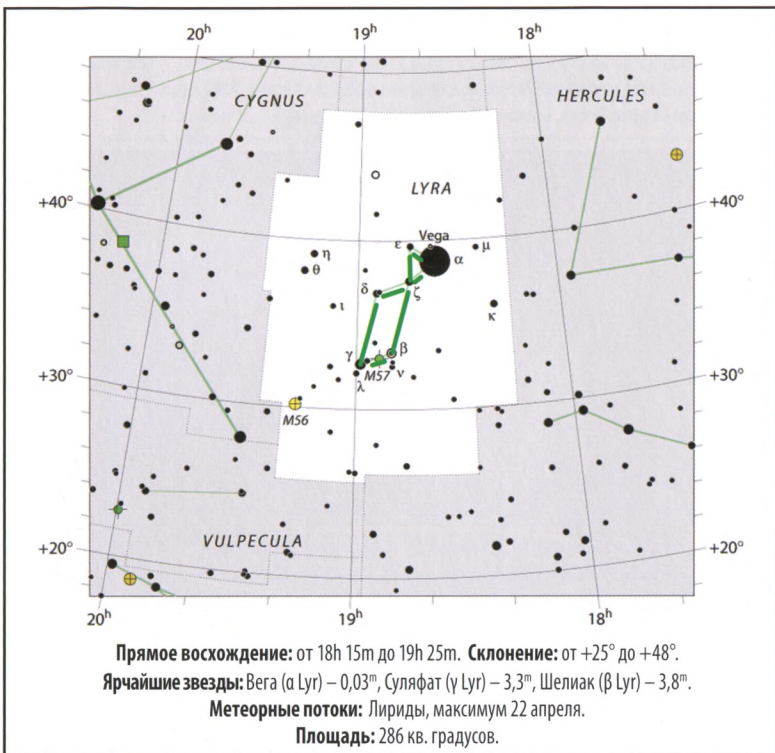 20h 19h 18h
CYGNUS HERCULES
LYRA
+40° +40°
Vega
ε μ
η α
θ
δ ζ
ι κ
γ β
M57 ν
+30° λ +30°
M56
VULPECULA
+20° +20°
20h 19h 18h
Прямое восхождение: от 18h 15m до 19h 25m. Склонение: от +25° до +48°.
Ярчайшие звезды: Вега (α Lyr) – 0,03m, Суляфат (γ Lyr) – 3,3m, Шелиак (β Lyr) – 3,8m.
Метеорные потоки: Лириды, максимум 22 апреля.
Площадь: 286 кв. градусов.